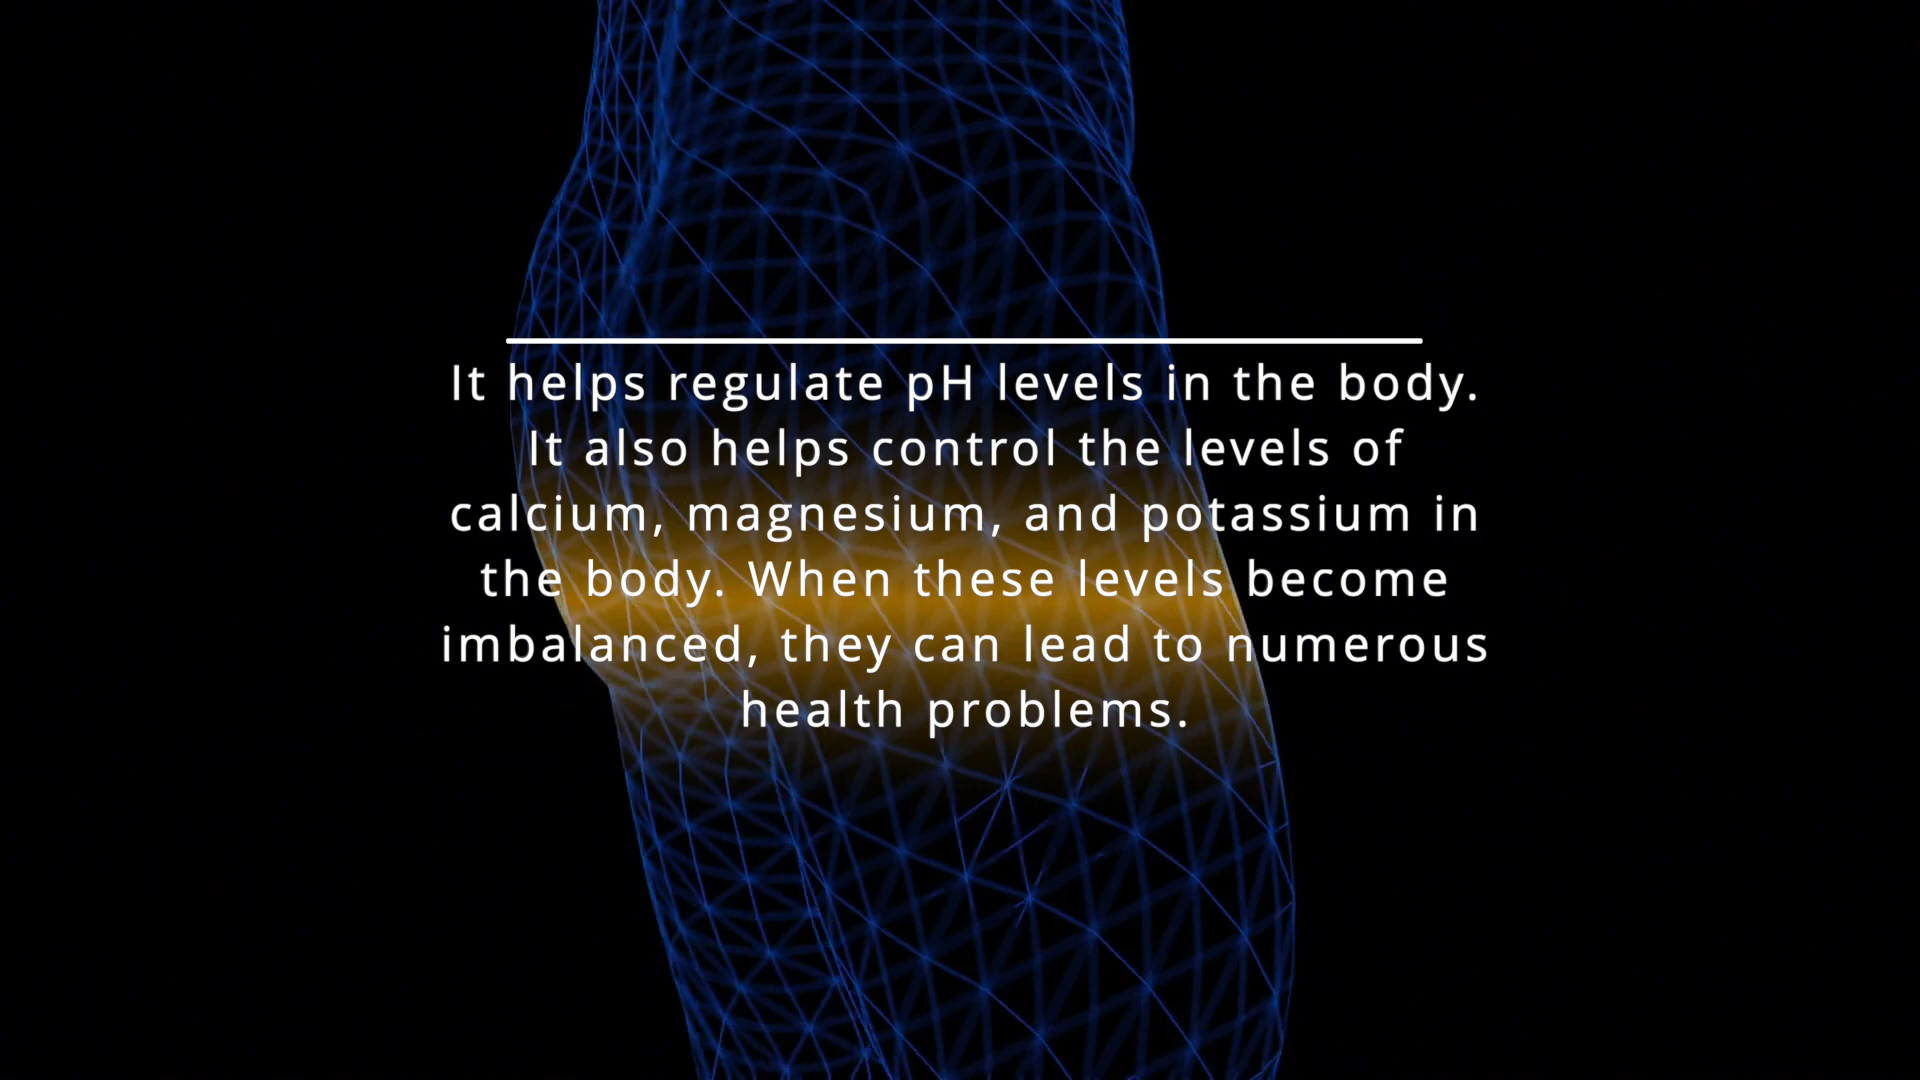 It helps regulate pH levels in the body.
It also helps control the levels of
calcium, magnesium, and potassium in
the body. When these levels become
imbalanced, they can lead to numerous
health problems.